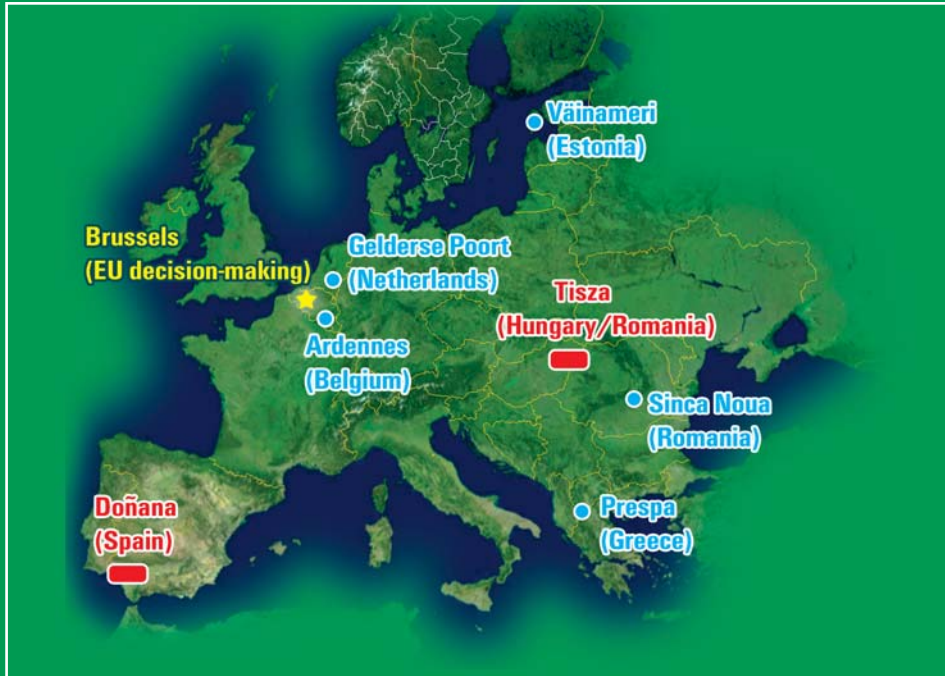 Väinameri
(Estonia)
Brussels
(EU decision-making)
Gelderse Poort
(Netherlands)
Tisza
(Hungary/Romania)
Ardennes
(Belgium)
Sinca Noua
(Romania)
Doñana
(Spain)
Prespa
(Greece)